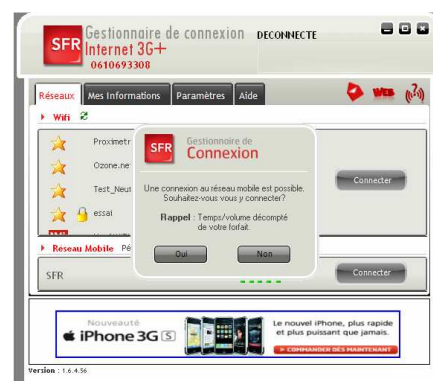 SFR
Gestionnaire de connexion
Internet 3G+
0610693308
DECONNECTE
Réseaux
Mes Informations
Paramètres
Aide
WEB
Wifi
Proximetr
Ozone.ne
Test_Neut
essai
Connecter
SFR
Gestionnaire de
Connexion
Une connexion au réseau mobile est possible.
Souhaitez-vous vous y connecter?
Rappel : Temps/volume décompté
de votre forfait.
Oui
Non
Reseau Mobile
SFR
Connecter
Nouveauté
iPhone 3G S
Le nouvel iPhone, plus rapide
et plus puissant que jamais.
> COMMANDER DÈS MAINTENANT
Version : 1.6.4.56